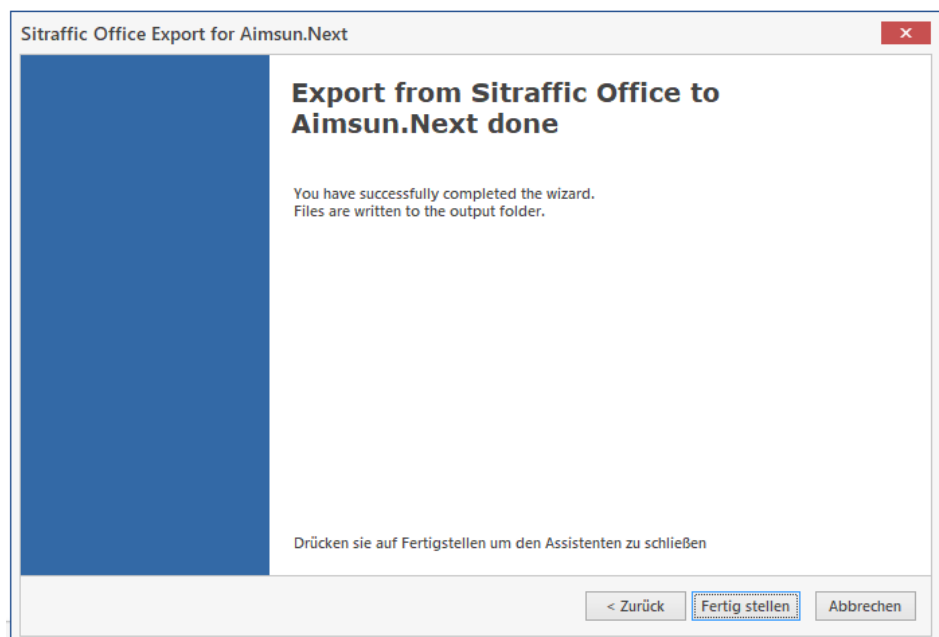 Sitraffic Office Export for Aimsun.Next
Export from Sitraffic Office to
Aimsun.Next done
You have successfully completed the wizard.
Files are written to the output folder.
Drücken sie auf Fertigstellen um den Assistenten zu schließen
< Zurück
Fertig stellen
Abbrechen